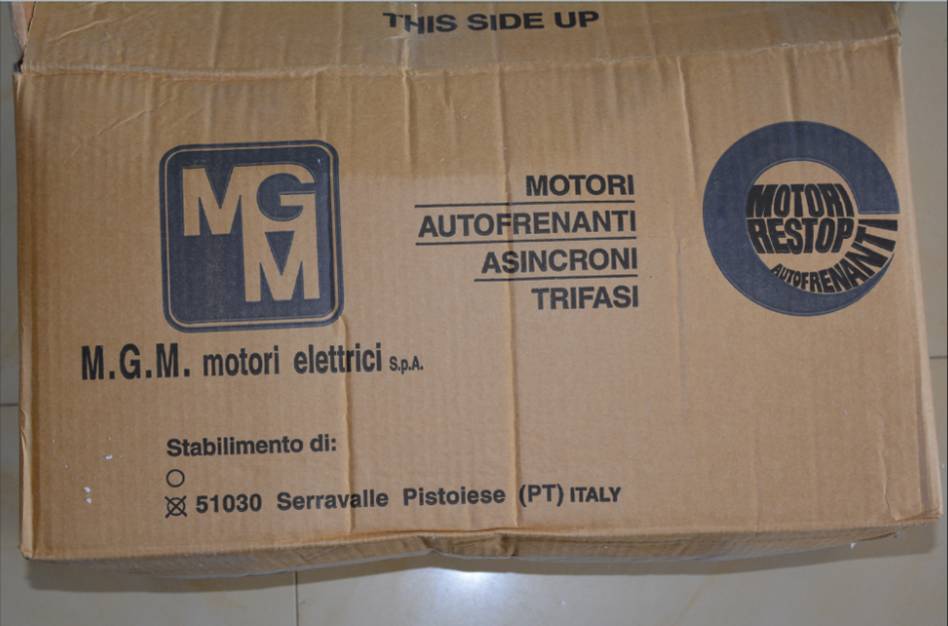 THIS SIDE UP
MGM
M
MOTORI
AUTOFRENANTI
ASINCRONI
TRIFASI
MOTORI
RESTOP
AUTOFRENANTI
M.G.M. motori elettrici S.p.A.
Stabilimento di:
51030 Serravalle Pistoiese (PT) ITALY